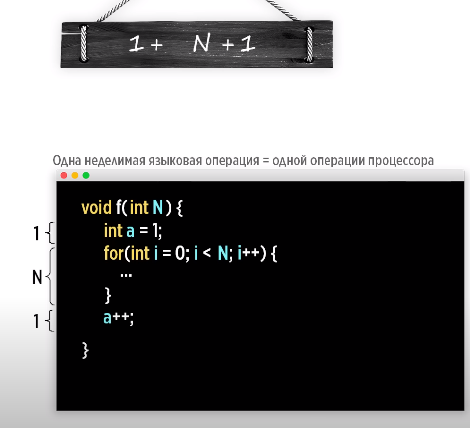 1 + N + 1
Одна неделимая языковая операция = одной операции процессора
void f(int N) {
1 int a = 1;
for(int i = 0; i < N; i++) {
N ...
}
1 a++;
}